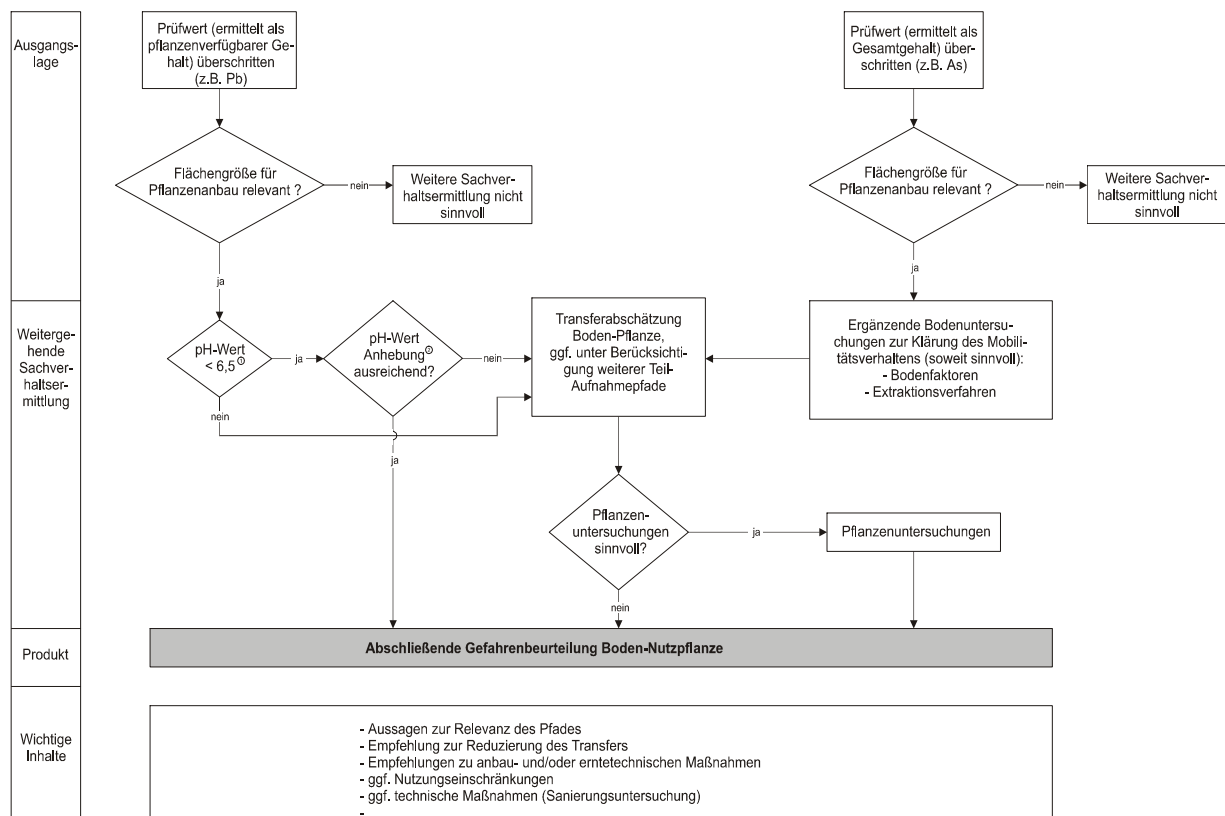 Ausgangs-
lage
Prüfwert (ermittelt als
pflanzenverfügbarer Ge-
halt) überschritten
(z.B. Pb)
Prüfwert (ermittelt als
Gesamtgehalt) über-
schritten (z.B. As)
Flächengröße für
Pflanzenanbau relevant ?
nein
Weitere Sachver-
haltsermittlung nicht
sinnvoll
Flächengröße für
Pflanzenanbau relevant ?
nein
Weitere Sachver-
haltsermittlung nicht
sinnvoll
ja
ja
Weiterge-
hende
Sachver-
haltser-
mittlung
pH-Wert
< 6,5
ja
pH-Wert
Anhebung
ausreichend?
nein
Transferabschätzung
Boden-Pflanze,
ggf. unter Berücksichti-
gung weiterer Teil-
Aufnahmepfade
Ergänzende Bodenuntersu-
chungen zur Klärung des Mobili-
tätsverhaltens (soweit sinnvoll):
- Bodenfaktoren
- Extraktionsverfahren
nein
ja
Pflanzen-
untersuchungen
sinnvoll?
ja
Pflanzenuntersuchungen
nein
Produkt
Abschließende Gefahrenbeurteilung Boden-Nutzpflanze
Wichtige
Inhalte
- Aussagen zur Relevanz des Pfades
- Empfehlung zur Reduzierung des Transfers
- Empfehlungen zu anbau- und/oder erntetechnischen Maßnahmen
- ggf. Nutzungseinschränkungen
- ggf. technische Maßnahmen (Sanierungsuntersuchung)
-